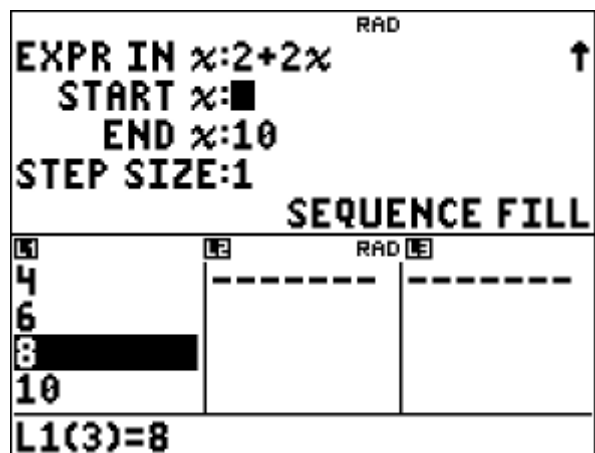 RAD
EXPR IN x:2+2x ↑
START x:
END x:10
STEP SIZE:1
SEQUENCE FILL
L1 L2 RAD L3
4 -------  -------
6
8
10
L1(3)=8